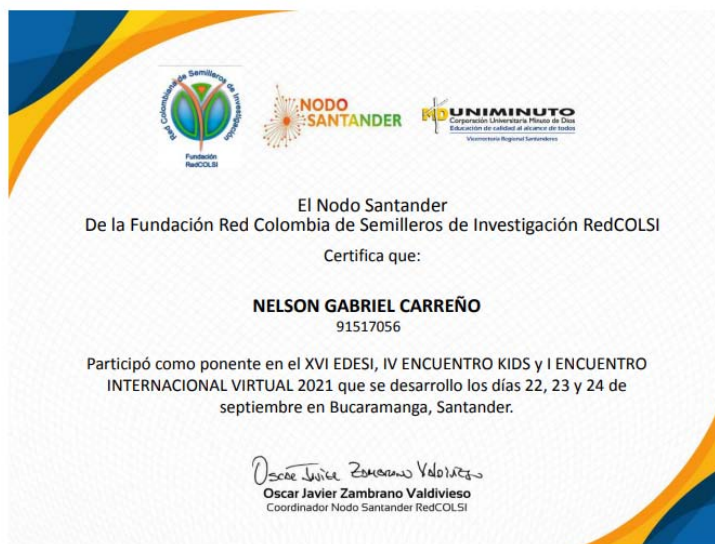 Red Colombiana de Semilleros de Investigación
Fundación
RedCOLSI
NODO
SANTANDER
UNIMINUTO
Corporación Universitaria Minuto de Dios
Educación de calidad al alcance de todos
Vicerrectoría Regional Santanderes
El Nodo Santander
De la Fundación Red Colombia de Semilleros de Investigación RedCOLSI
Certifica que:
NELSON GABRIEL CARREÑO
91517056
Participó como ponente en el XVI EDESI, IV ENCUENTRO KIDS y I ENCUENTRO
INTERNACIONAL VIRTUAL 2021 que se desarrollo los días 22, 23 y 24 de
septiembre en Bucaramanga, Santander.
Oscar Javier Zambrano Valdivieso
Oscar Javier Zambrano Valdivieso
Coordinador Nodo Santander RedCOLSI